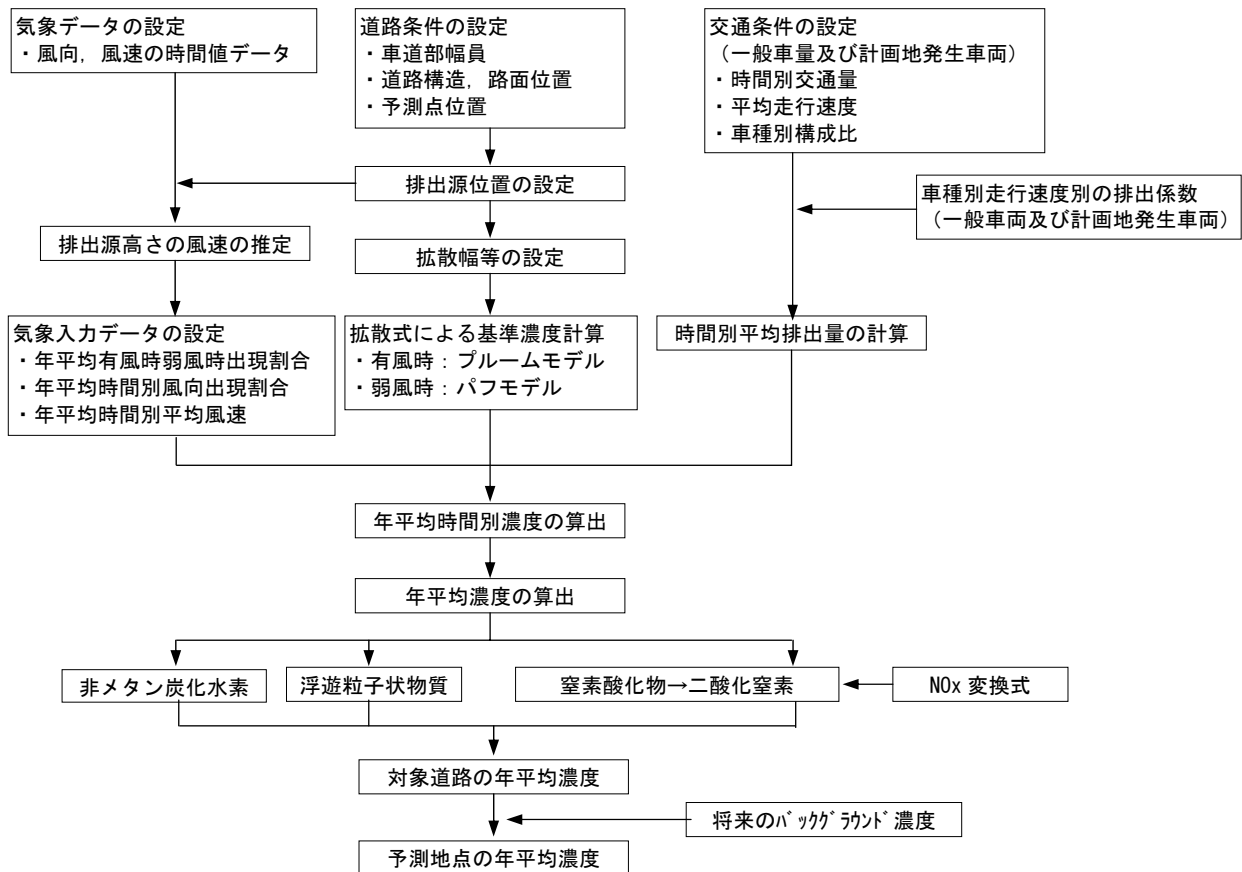 気象データの設定
・風向，風速の時間値データ
道路条件の設定
・車道部幅員
・道路構造，路面位置
・予測点位置
交通条件の設定
（一般車量及び計画地発生車両）
・時間別交通量
・平均走行速度
・車種別構成比
排出源位置の設定
車種別走行速度別の排出係数
（一般車両及び計画地発生車両）
排出源高さの風速の推定
拡散幅等の設定
気象入力データの設定
・年平均有風時弱風時出現割合
・年平均時間別風向出現割合
・年平均時間別平均風速
拡散式による基準濃度計算
・有風時：プルームモデル
・弱風時：パフモデル
時間別平均排出量の計算
年平均時間別濃度の算出
年平均濃度の算出
非メタン炭化水素
浮遊粒子状物質
窒素酸化物→二酸化窒素
NOx 変換式
対象道路の年平均濃度
将来のﾊﾞｯｸｸﾞﾗｳﾝﾄﾞ濃度
予測地点の年平均濃度